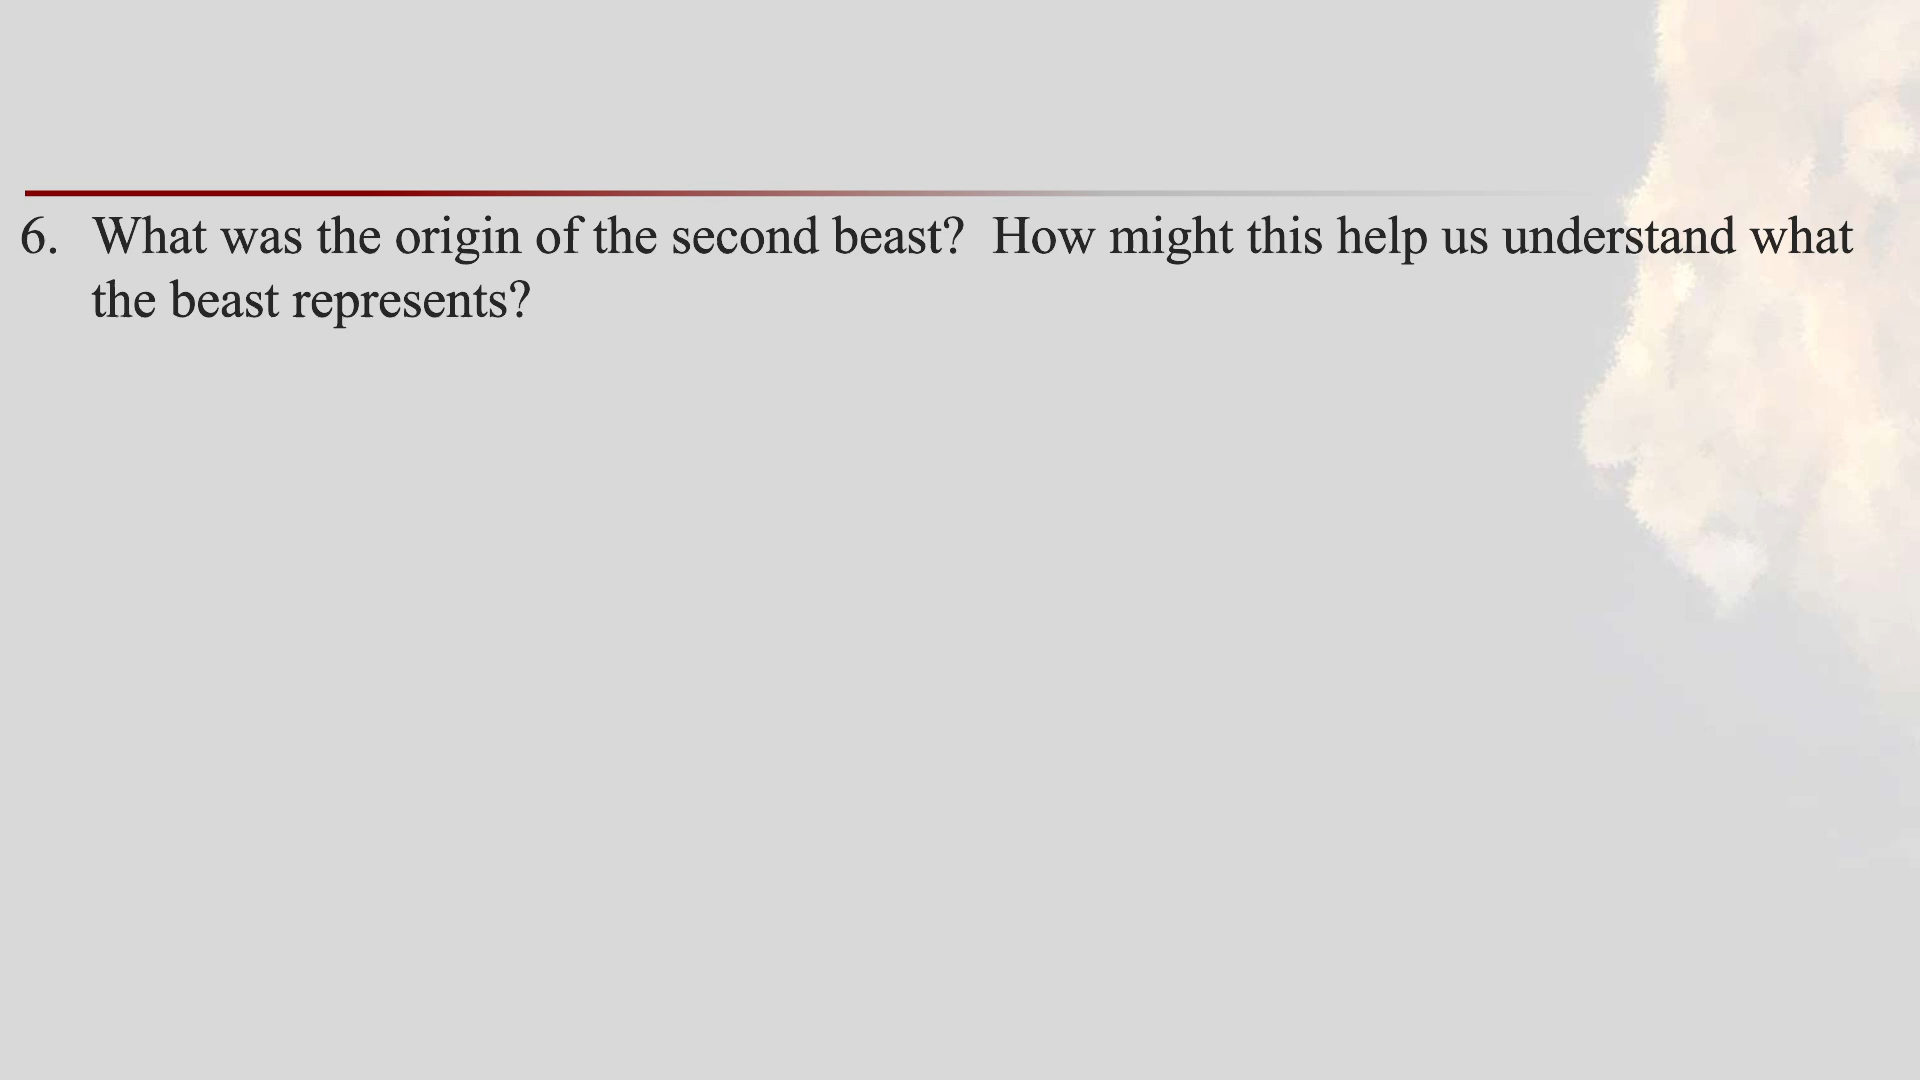 6. What was the origin of the second beast?  How might this help us understand what
the beast represents?